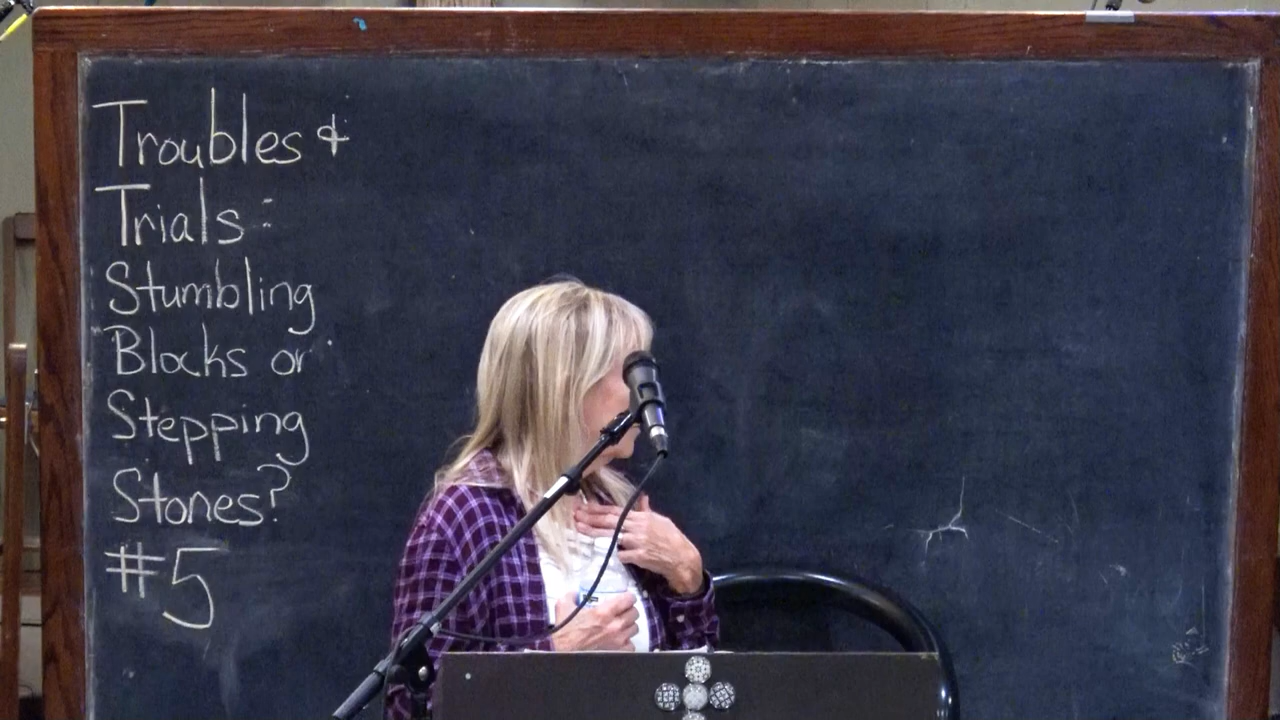 Troubles &
Trials:
Stumbling
Blocks or
Stepping
Stones?
#5